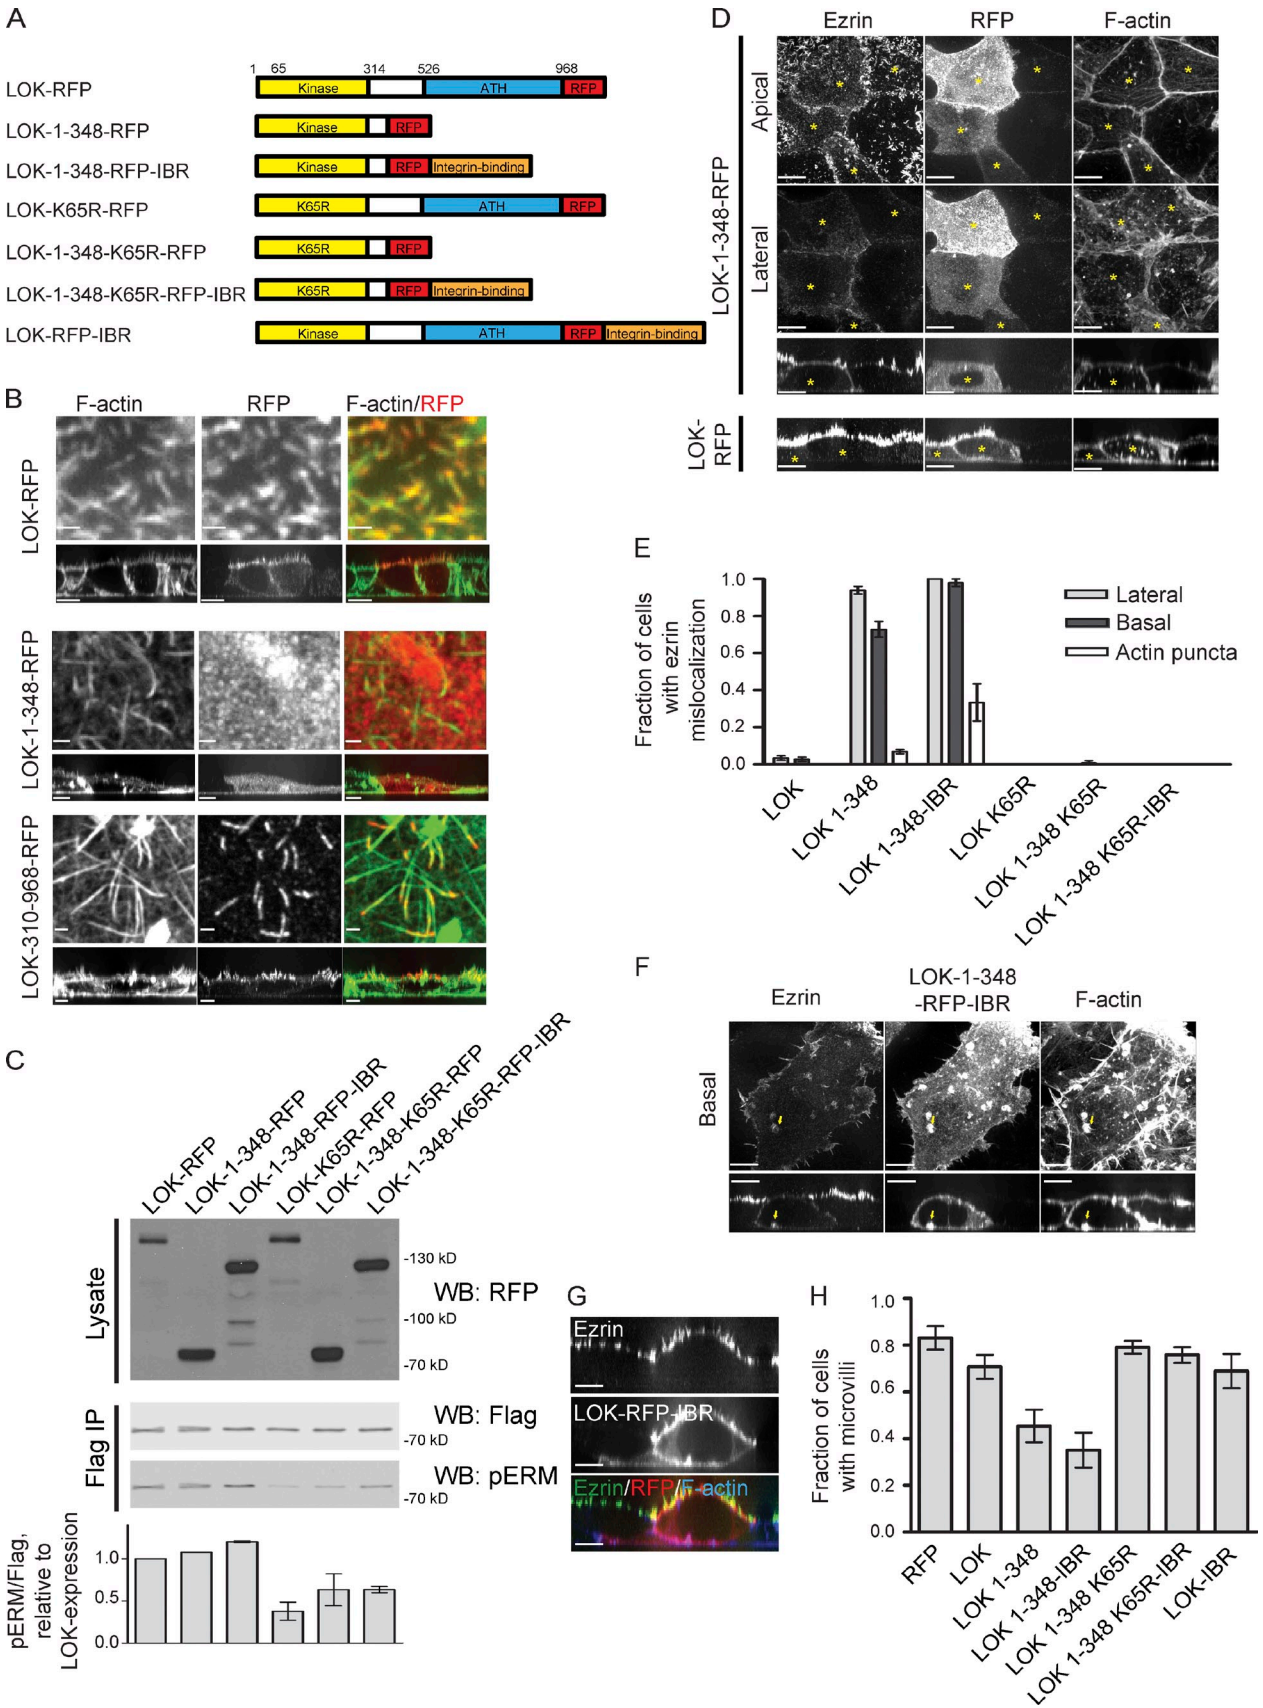 A
1 65 314 526 968
LOK-RFP Kinase ATH RFP
LOK-1-348-RFP Kinase RFP
LOK-1-348-RFP-IBR Kinase RFP Integrin-binding
LOK-K65R-RFP K65R ATH RFP
LOK-1-348-K65R-RFP K65R RFP
LOK-1-348-K65R-RFP-IBR K65R RFP Integrin-binding
LOK-RFP-IBR Kinase ATH RFP Integrin-binding
B
F-actin RFP F-actin/RFP
LOK-RFP
LOK-1-348-RFP
LOK-310-968-RFP
C
LOK-RFP
LOK-1-348-RFP
LOK-1-348-RFP-IBR
LOK-K65R-RFP
LOK-1-348-K65R-RFP
LOK-1-348-K65R-RFP-IBR
Lysate
-130 kD
WB: RFP
-100 kD
-70 kD
Flag IP
WB: Flag
-70 kD
WB: pERM
-70 kD
pERM/Flag,
relative to
LOK-expression
1.0
0.5
0.0
D
Ezrin RFP F-actin
LOK-1-348-RFP
Apical
* * * *
* * * *
* * * *
Lateral
* * * *
* * * *
* * * *
* * *
LOK-
RFP
* * * * * *
E
Fraction of cells
with ezrin
mislocalization
1.0
0.8
0.6
0.4
0.2
0.0
Lateral
Basal
Actin puncta
LOK
LOK 1-348
LOK 1-348-IBR
LOK K65R
LOK 1-348 K65R
LOK 1-348 K65R-IBR
F
Ezrin
LOK-1-348
-RFP-IBR
F-actin
Basal
G
Ezrin
LOK-RFP-IBR
Ezrin/RFP/F-actin
H
Fraction of cells
with microvilli
1.0
0.8
0.6
0.4
0.2
0.0
RFP
LOK
LOK 1-348
LOK 1-348-IBR
LOK 1-348 K65R
LOK 1-348 K65R-IBR
LOK-IBR